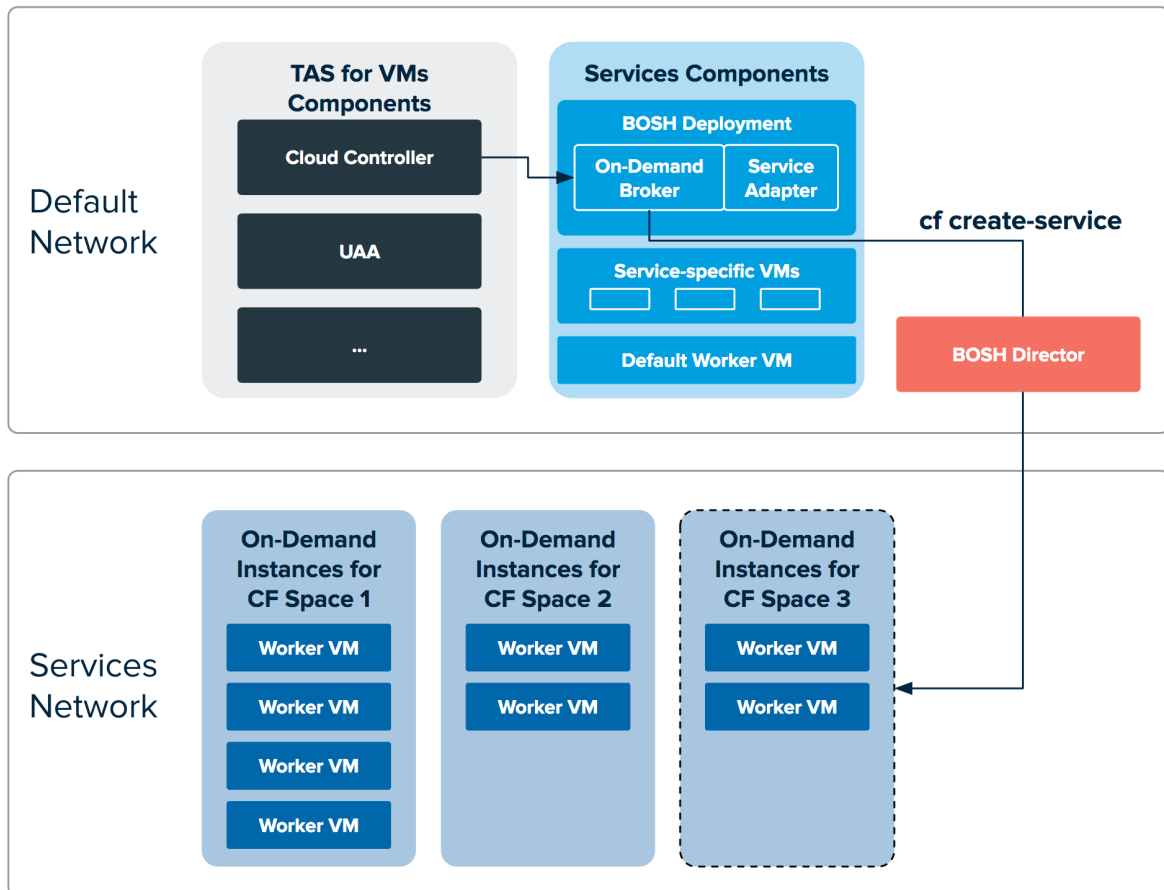 Default
Network
TAS for VMs
Components
Cloud Controller
UAA
...
Services Components
BOSH Deployment
On-Demand
Broker
Service
Adapter
Service-specific VMs
Default Worker VM
cf create-service
BOSH Director
Services
Network
On-Demand
Instances for
CF Space 1
Worker VM
Worker VM
Worker VM
Worker VM
On-Demand
Instances for
CF Space 2
Worker VM
Worker VM
On-Demand
Instances for
CF Space 3
Worker VM
Worker VM